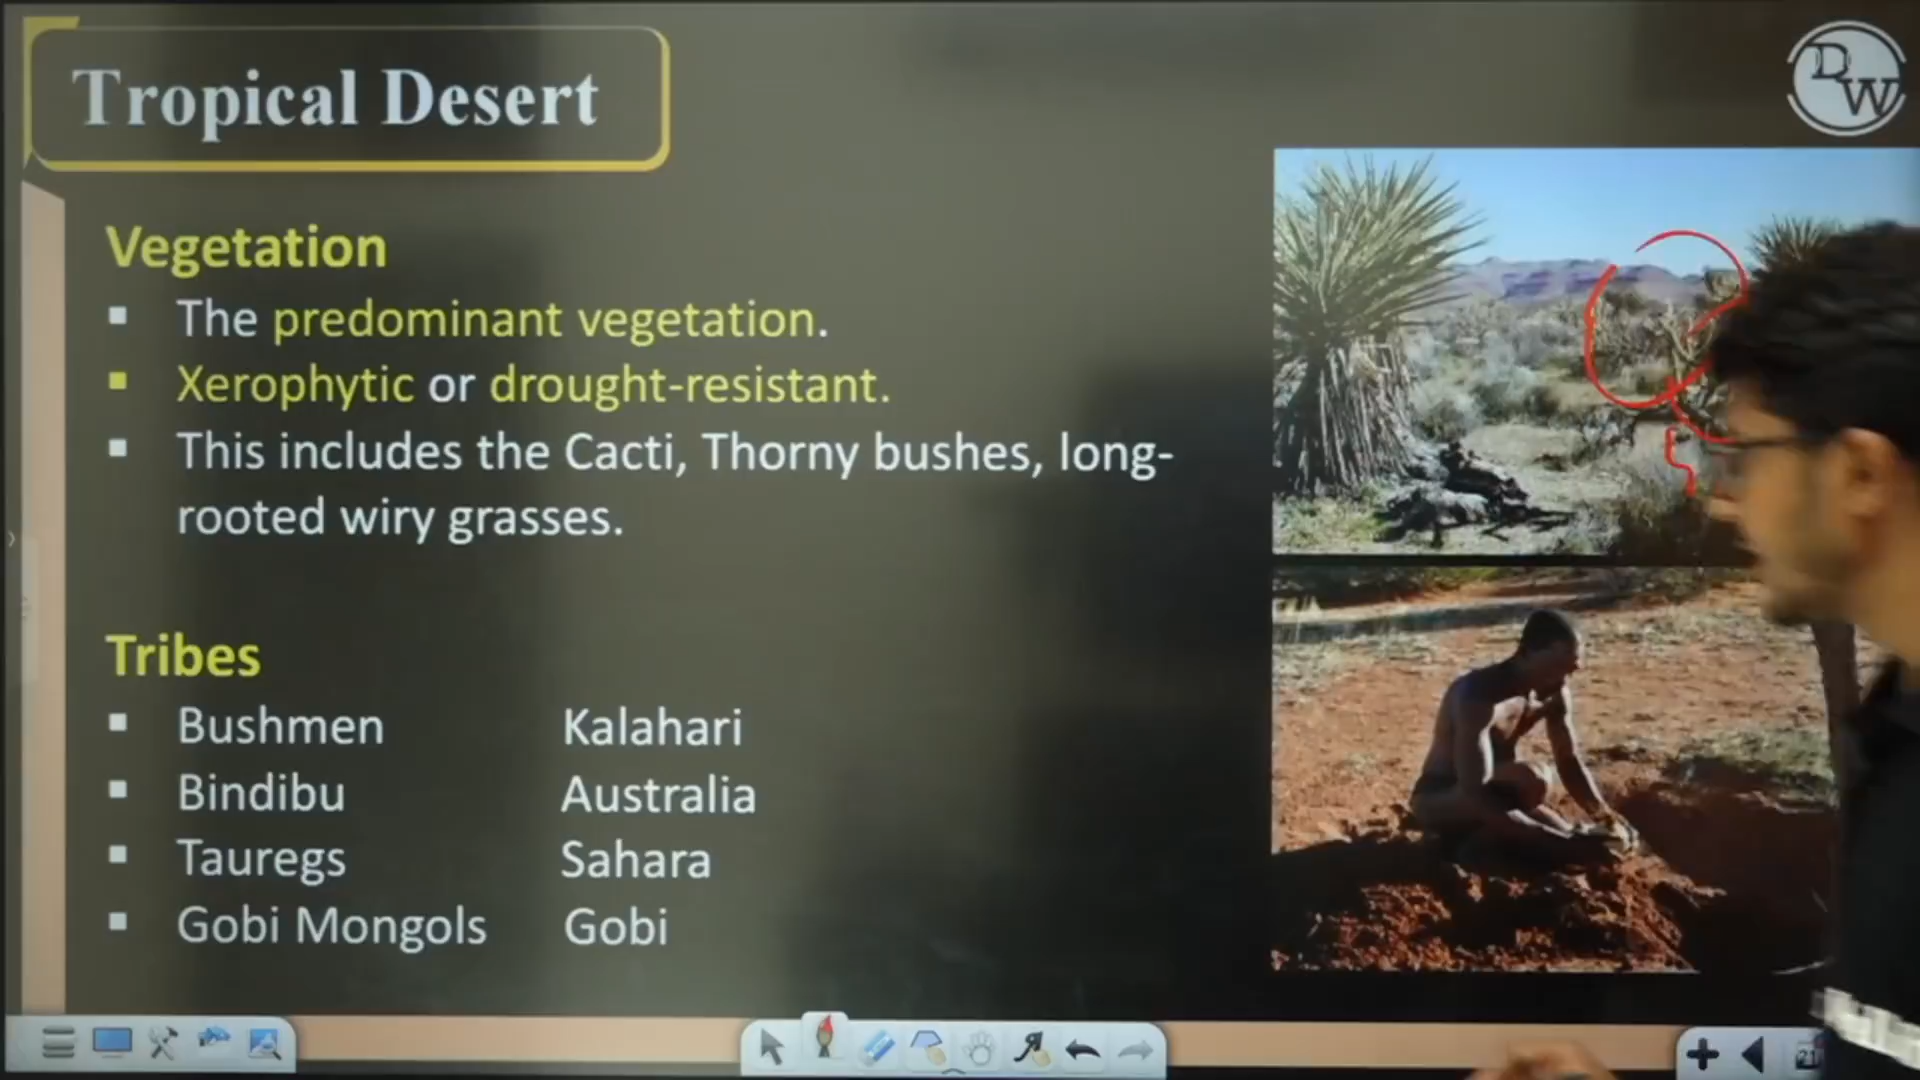 Tropical Desert
DW
Vegetation
▪ The predominant vegetation.
▪ Xerophytic or drought-resistant.
▪ This includes the Cacti, Thorny bushes, long-
rooted wiry grasses.
Tribes
▪ Bushmen Kalahari
▪ Bindibu Australia
▪ Tauregs Sahara
▪ Gobi Mongols Gobi